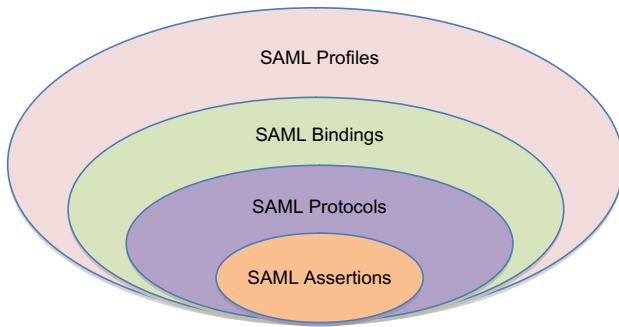 SAML Profiles
SAML Bindings
SAML Protocols
SAML Assertions